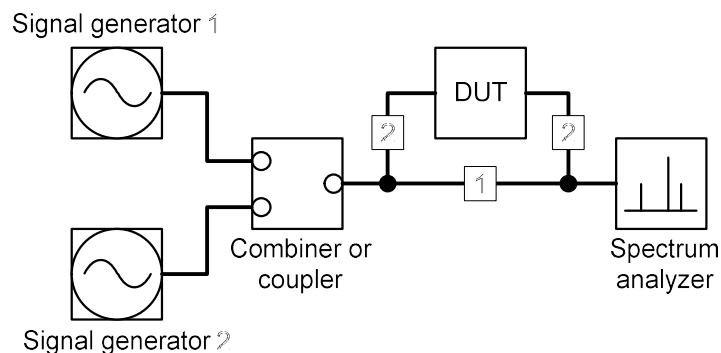 Signal generator 1
DUT
2
2
1
Combiner or
coupler
Spectrum
analyzer
Signal generator 2